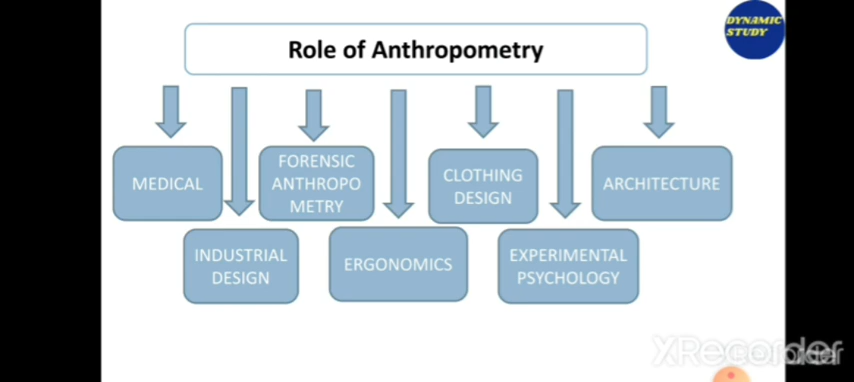 DYNAMIC
STUDY
Role of Anthropometry
MEDICAL
FORENSIC
ANTHROPO
METRY
CLOTHING
DESIGN
ARCHITECTURE
INDUSTRIAL
DESIGN
ERGONOMICS
EXPERIMENTAL
PSYCHOLOGY
XRecorder